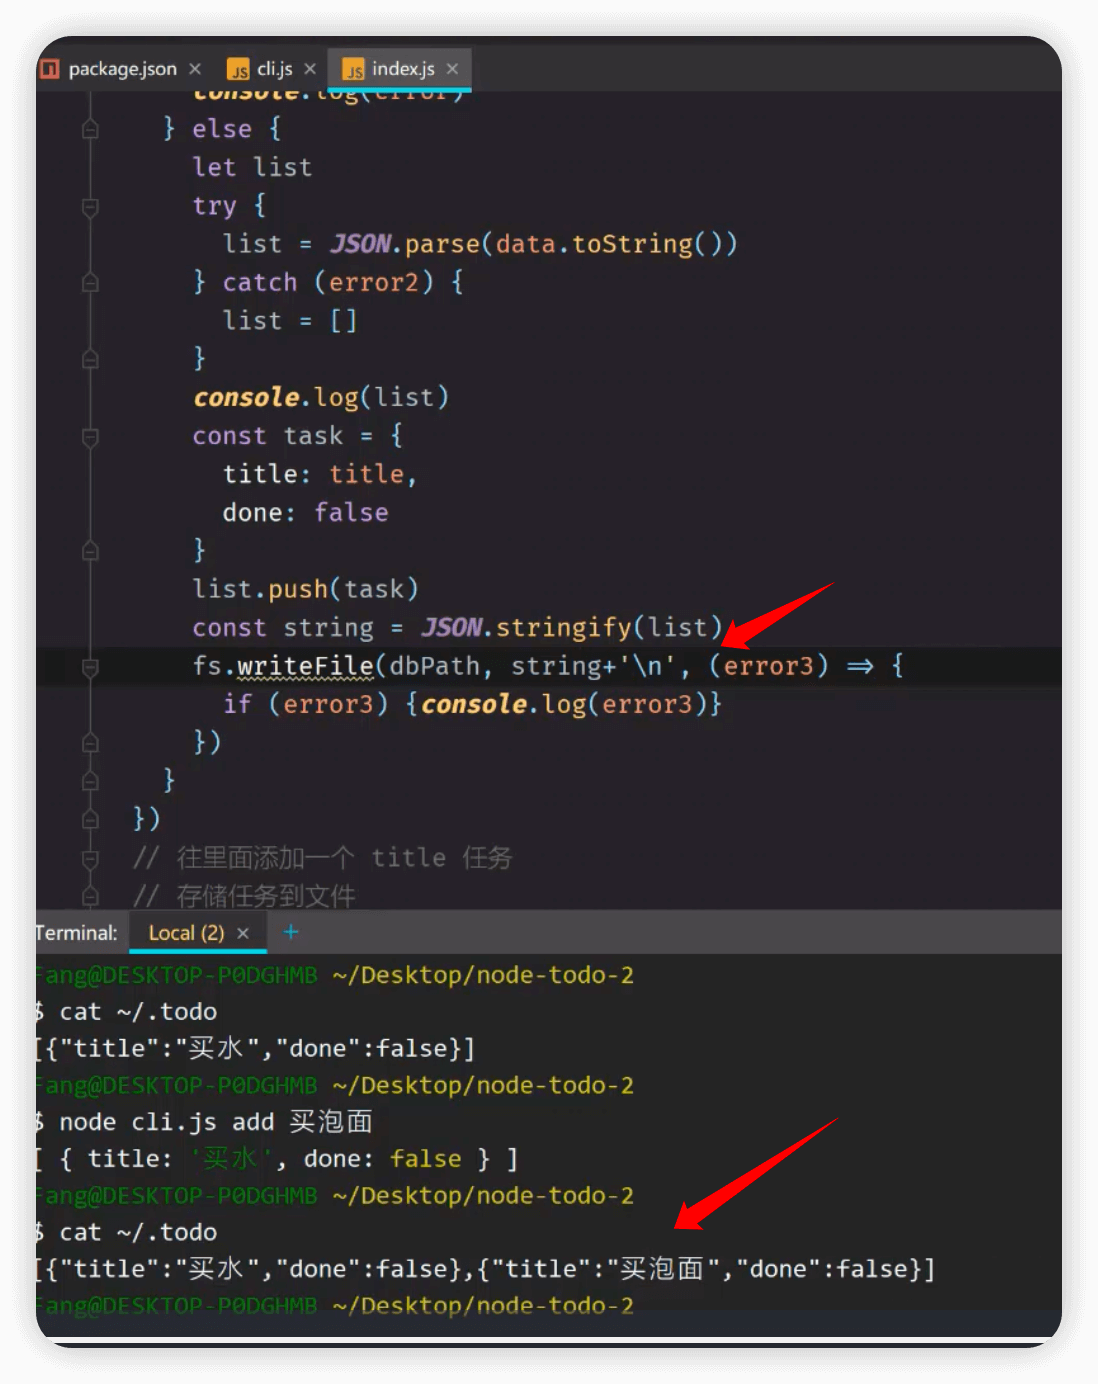 package.json × cli.js × index.js ×
console.log(error)
} else {
let list
try {
list = JSON.parse(data.toString())
} catch (error2) {
list = []
}
console.log(list)
const task = {
title: title,
done: false
}
list.push(task)
const string = JSON.stringify(list)
fs.writeFile(dbPath, string+'\n', (error3) => {
if (error3) {console.log(error3)}
})
}
})
// 往里面添加一个 title 任务
// 存储任务到文件
Terminal: Local (2) × +
Fang@DESKTOP-P0DGHMB ~/Desktop/node-todo-2
$ cat ~/.todo
[{"title":"买水","done":false}]
Fang@DESKTOP-P0DGHMB ~/Desktop/node-todo-2
$ node cli.js add 买泡面
[ { title: '买水', done: false } ]
Fang@DESKTOP-P0DGHMB ~/Desktop/node-todo-2
$ cat ~/.todo
[{"title":"买水","done":false},{"title":"买泡面","done":false}]
Fang@DESKTOP-P0DGHMB ~/Desktop/node-todo-2